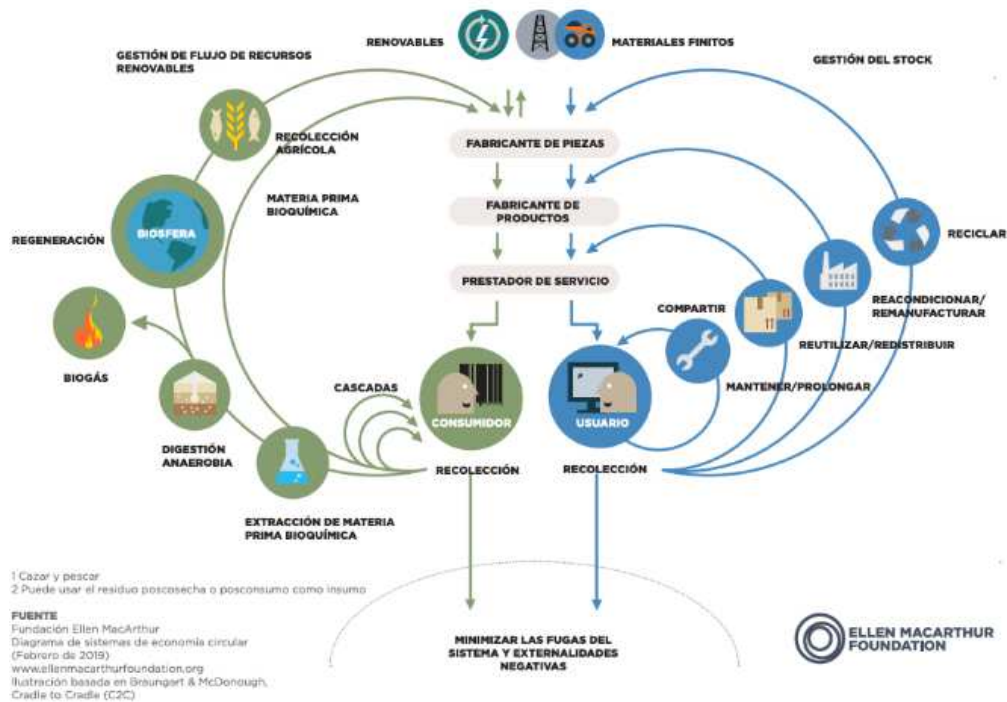 RENOVABLES
MATERIALES FINITOS
GESTIÓN DE FLUJO DE RECURSOS
RENOVABLES
GESTIÓN DEL STOCK
RECOLECCIÓN
AGRÍCOLA
FABRICANTE DE PIEZAS
MATERIA PRIMA
BIOQUÍMICA
FABRICANTE DE
PRODUCTOS
REGENERACIÓN
BIOSFERA
RECICLAR
PRESTADOR DE SERVICIO
REACONDICIONAR/
REMANUFACTURAR
COMPARTIR
REUTILIZAR/REDISTRIBUIR
BIOGÁS
CASCADAS
MANTENER/PROLONGAR
CONSUMIDOR
USUARIO
DIGESTIÓN
ANAEROBIA
RECOLECCIÓN
RECOLECCIÓN
EXTRACCIÓN DE MATERIA
PRIMA BIOQUÍMICA
1 Cazar y pescar
2 Puede usar el residuo poscosecha o posconsumo como insumo
FUENTE
Fundación Ellen MacArthur
Diagrama de sistemas de economía circular
(Febrero de 2019)
www.ellenmacarthurfoundation.org
Ilustración basada en Braungart & McDonough,
Cradle to Cradle (C2C)
MINIMIZAR LAS FUGAS DEL
SISTEMA Y EXTERNALIDADES
NEGATIVAS
ELLEN MACARTHUR
FOUNDATION